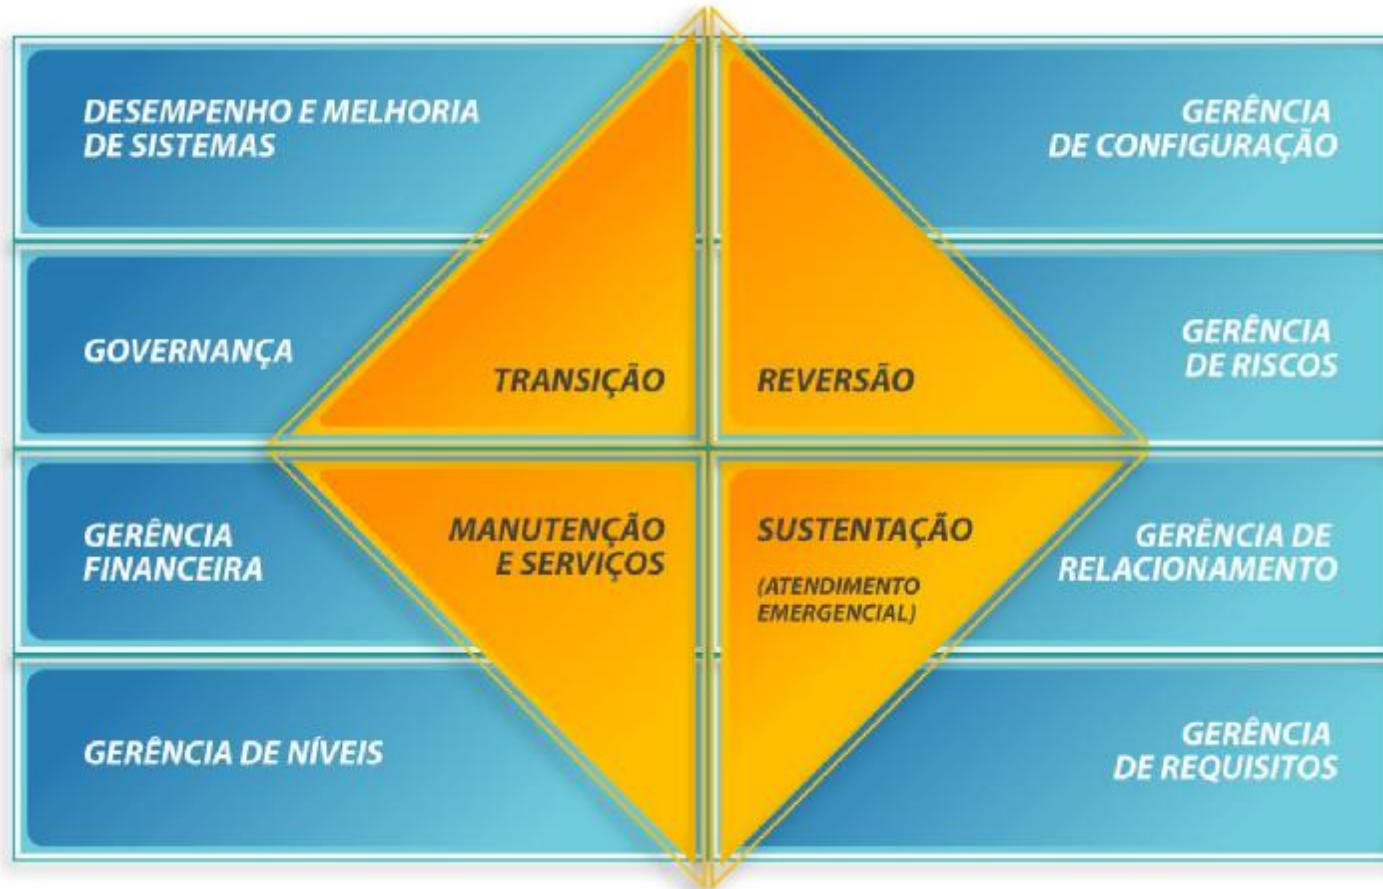 DESEMPENHO E MELHORIA
DE SISTEMAS
GERÊNCIA
DE CONFIGURAÇÃO
GOVERNANÇA
GERÊNCIA
DE RISCOS
TRANSIÇÃO
REVERSÃO
GERÊNCIA
FINANCEIRA
MANUTENÇÃO
E SERVIÇOS
SUSTENTAÇÃO
(ATENDIMENTO
EMERGENCIAL)
GERÊNCIA DE
RELACIONAMENTO
GERÊNCIA DE NÍVEIS
GERÊNCIA
DE REQUISITOS